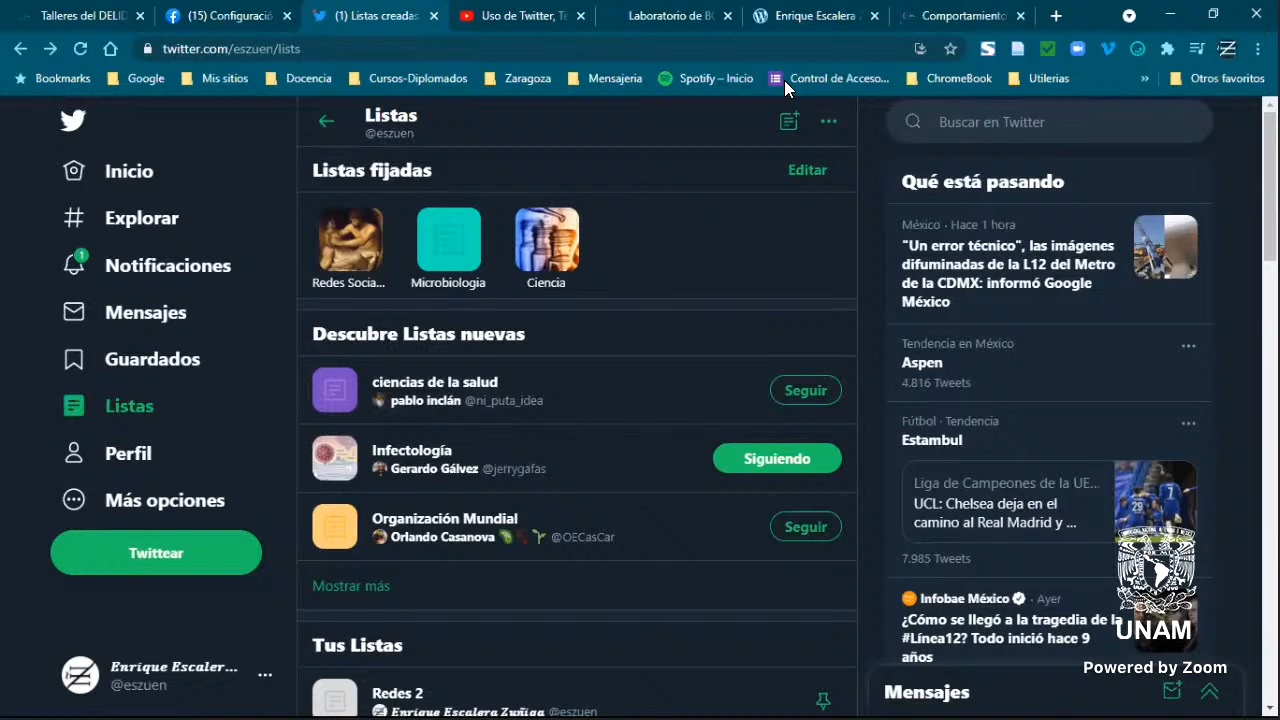 Talleres del DELID
(15) Configuració
(1) Listas creadas
Uso de Twitter, Te
Laboratorio de BC
Enrique Escalera Z
Comportamiento
twitter.com/eszuen/lists
Bookmarks
Google
Mis sitios
Docencia
Cursos-Diplomados
Zaragoza
Mensajeria
Spotify – Inicio
Control de Acceso...
ChromeBook
Utilerias
Otros favoritos
Inicio
Explorar
1
Notificaciones
Mensajes
Guardados
Listas
Perfil
Más opciones
Twittear
Enrique Escaler...
@eszuen
Listas
@eszuen
Listas fijadas
Editar
Redes Socia...
Microbiologia
Ciencia
Descubre Listas nuevas
ciencias de la salud
pablo inclán @ni_puta_idea
Seguir
Infectología
Gerardo Gálvez @jerrygafas
Siguiendo
Organización Mundial
Orlando Casanova @OECasCar
Seguir
Mostrar más
Tus Listas
Redes 2
Enrique Escalera Zuñiga @eszuen
Buscar en Twitter
Qué está pasando
México · Hace 1 hora
"Un error técnico", las imágenes
difuminadas de la L12 del Metro
de la CDMX: informó Google
México
Tendencia en México
Aspen
4.816 Tweets
Fútbol · Tendencia
Estambul
Liga de Campeones de la UE...
UCL: Chelsea deja en el
camino al Real Madrid y ...
7.985 Tweets
Infobae México · Ayer
¿Cómo se llegó a la tragedia de la
#Línea12? Todo inició hace 9
años
UNAM
Powered by Zoom
Mensajes